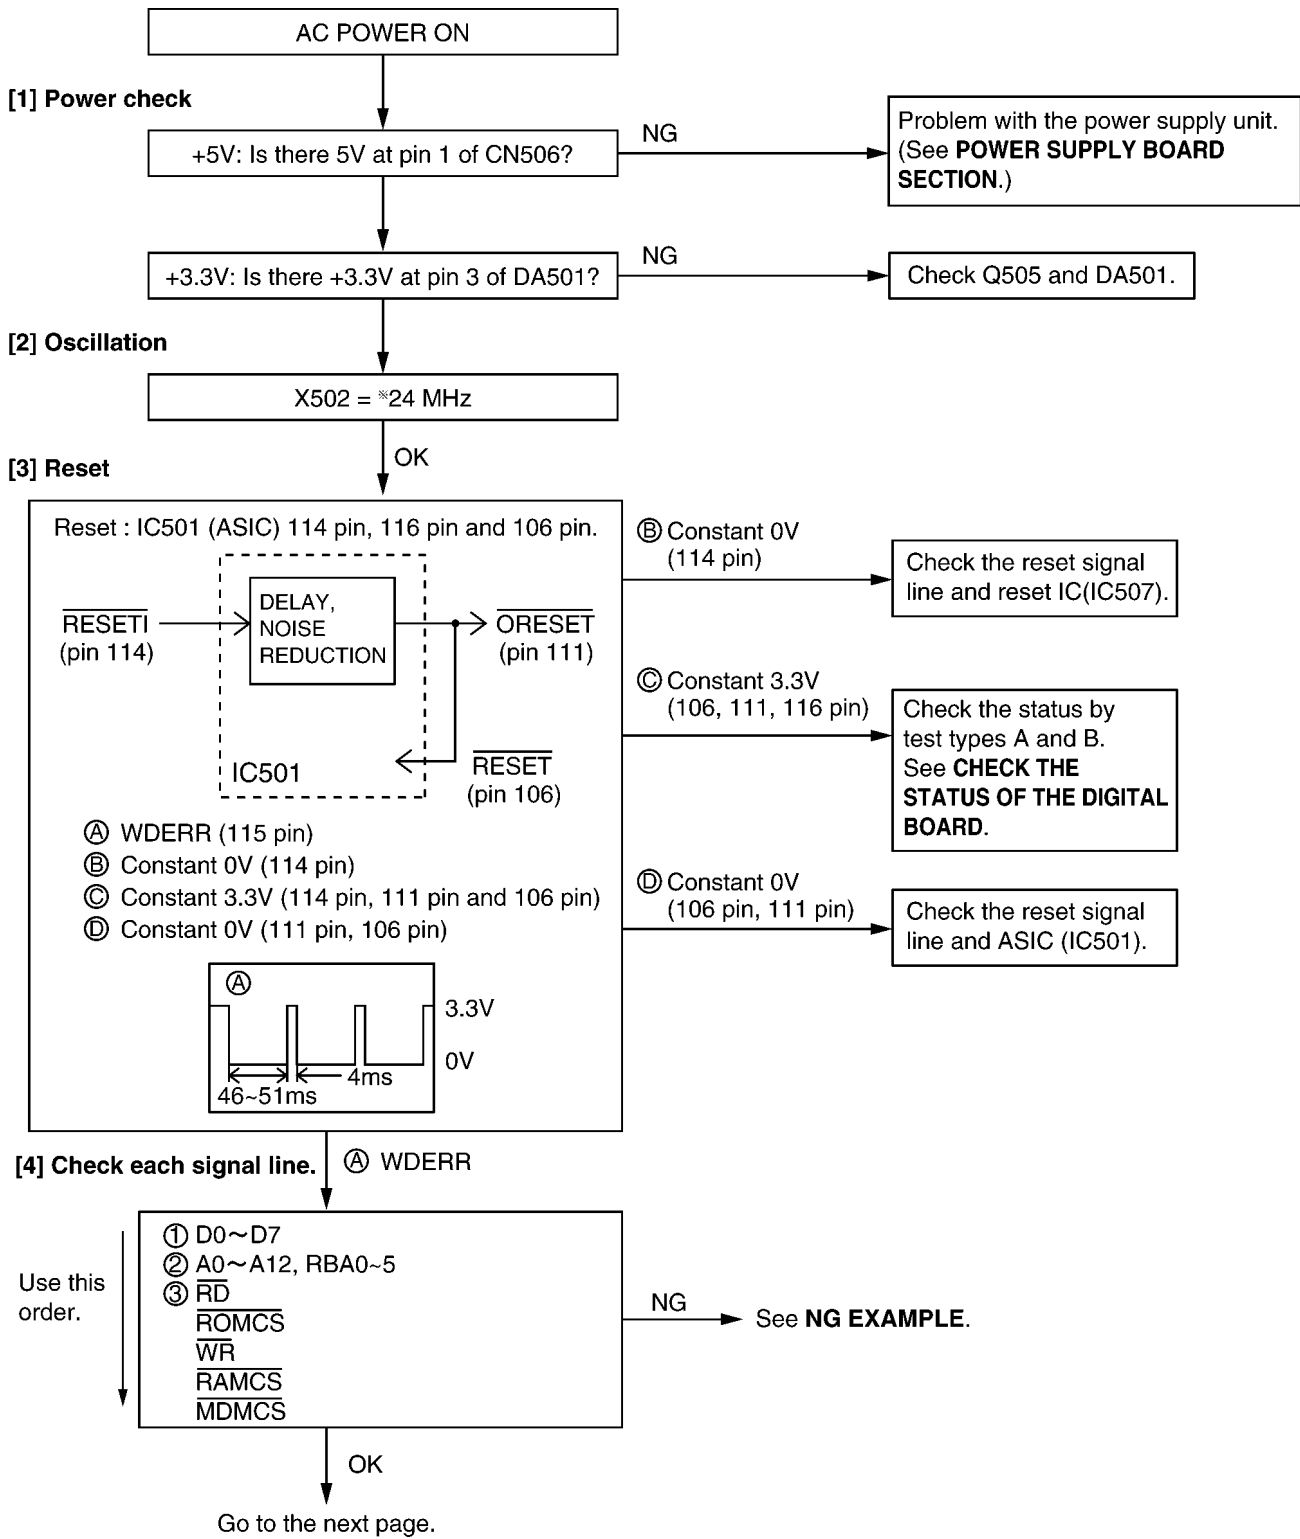 AC POWER ON
[1] Power check
+5V: Is there 5V at pin 1 of CN506?
NG
Problem with the power supply unit.
(See POWER SUPPLY BOARD
SECTION.)
+3.3V: Is there +3.3V at pin 3 of DA501?
NG
Check Q505 and DA501.
[2] Oscillation
X502 = ※24 MHz
OK
[3] Reset
Reset : IC501 (ASIC) 114 pin, 116 pin and 106 pin.
RESETI
(pin 114)
DELAY,
NOISE
REDUCTION
ORESET
(pin 111)
IC501
RESET
(pin 106)
Ⓐ WDERR (115 pin)
Ⓑ Constant 0V (114 pin)
Ⓒ Constant 3.3V (114 pin, 111 pin and 106 pin)
Ⓓ Constant 0V (111 pin, 106 pin)
Ⓐ
3.3V
0V
4ms
46~51ms
Ⓑ Constant 0V
(114 pin)
Check the reset signal
line and reset IC(IC507).
Ⓒ Constant 3.3V
(106, 111, 116 pin)
Check the status by
test types A and B.
See CHECK THE
STATUS OF THE DIGITAL
BOARD.
Ⓓ Constant 0V
(106 pin, 111 pin)
Check the reset signal
line and ASIC (IC501).
[4] Check each signal line.
Ⓐ WDERR
Use this
order.
① D0～D7
② A0～A12, RBA0~5
③ RD
ROMCS
WR
RAMCS
MDMCS
NG
See NG EXAMPLE.
OK
Go to the next page.